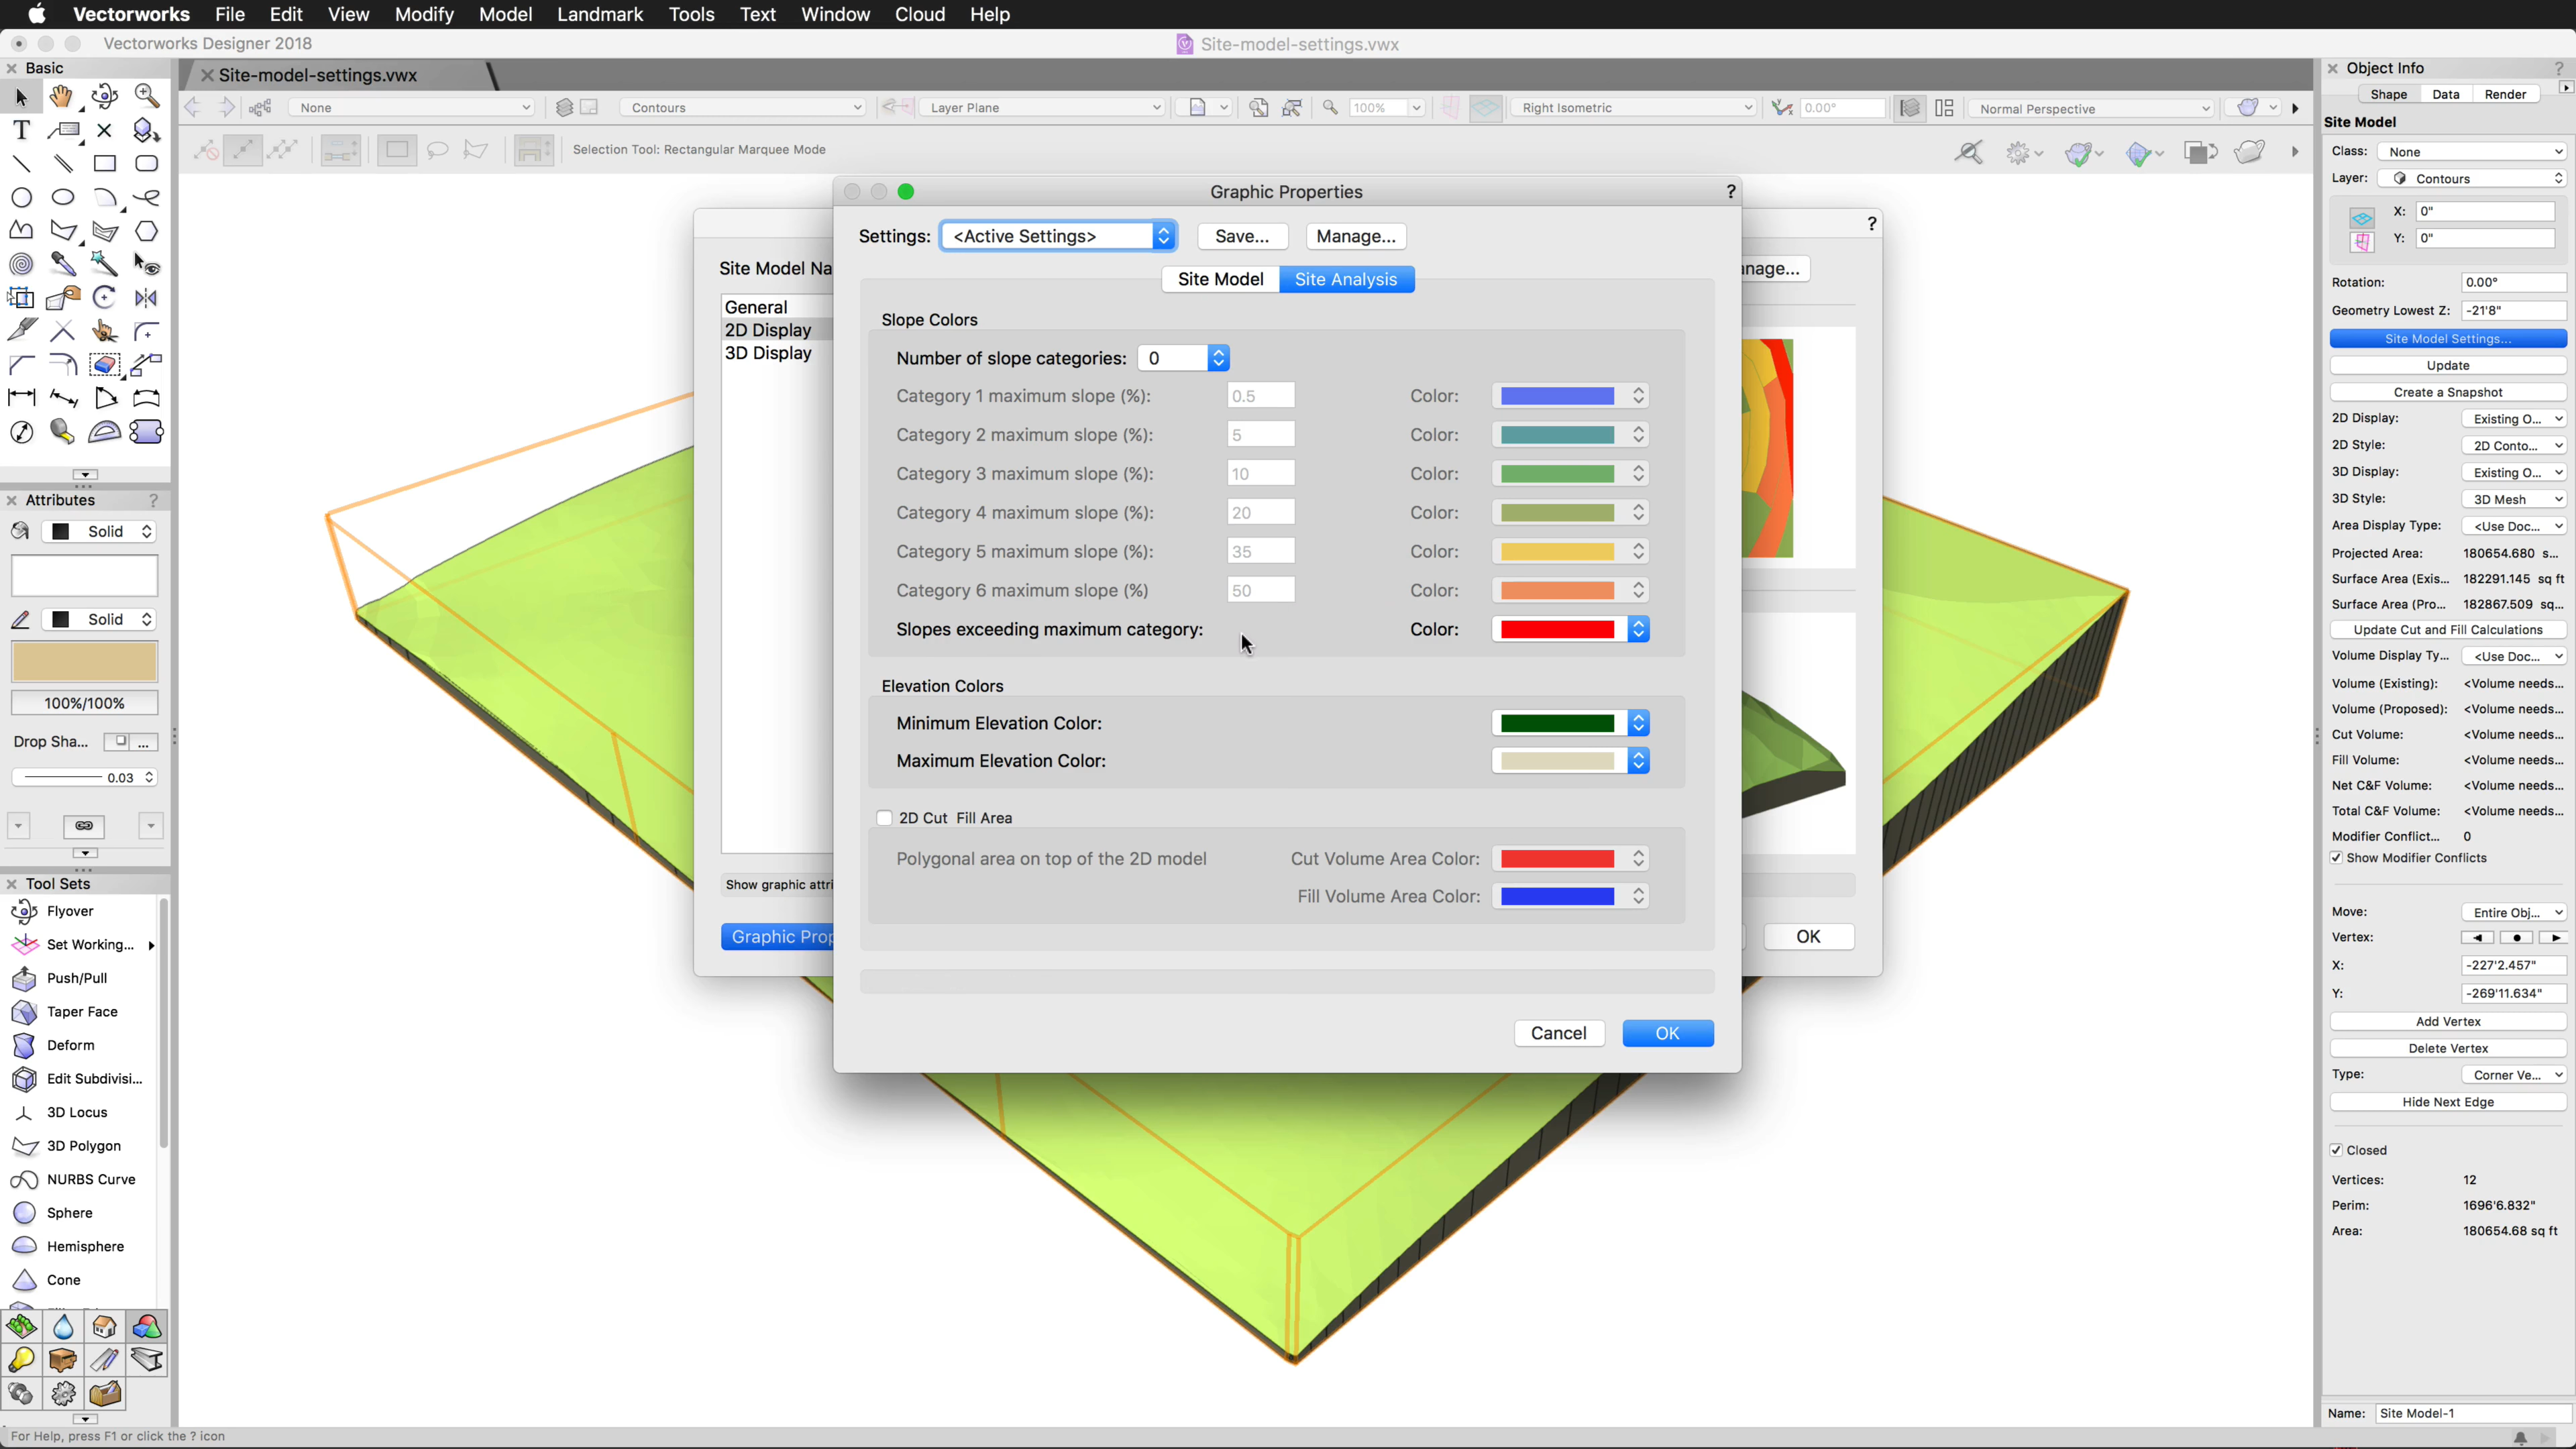 Vectorworks File Edit View Modify Model Landmark Tools Text Window Cloud Help
Vectorworks Designer 2018
Site-model-settings.vwx
Basic
Site-model-settings.vwx
None
Contours
Layer Plane
100%
Right Isometric
0.00°
Normal Perspective
Selection Tool: Rectangular Marquee Mode
Attributes ?
Solid
Solid
100%/100%
Drop Sha...
...
0.03
Tool Sets
Flyover
Set Working...
Push/Pull
Taper Face
Deform
Edit Subdivisi...
3D Locus
3D Polygon
NURBS Curve
Sphere
Hemisphere
Cone
For Help, press F1 or click the ? icon
?
Site Model Na
anage...
General
2D Display
3D Display
Show graphic attri
Graphic Prop
OK
Graphic Properties
?
Settings: <Active Settings> Save... Manage...
Site Model Site Analysis
Slope Colors
Number of slope categories: 0
Category 1 maximum slope (%): 0.5 Color:
Category 2 maximum slope (%): 5 Color:
Category 3 maximum slope (%): 10 Color:
Category 4 maximum slope (%): 20 Color:
Category 5 maximum slope (%): 35 Color:
Category 6 maximum slope (%) 50 Color:
Slopes exceeding maximum category: Color:
Elevation Colors
Minimum Elevation Color:
Maximum Elevation Color:
2D Cut Fill Area
Polygonal area on top of the 2D model Cut Volume Area Color:
Fill Volume Area Color:
Cancel OK
Object Info ?
Shape Data Render
Site Model
Class: None
Layer: Contours
X: 0"
Y: 0"
Rotation: 0.00°
Geometry Lowest Z: -21'8"
Site Model Settings...
Update
Create a Snapshot
2D Display: Existing O...
2D Style: 2D Conto...
3D Display: Existing O...
3D Style: 3D Mesh
Area Display Type: <Use Doc...
Projected Area: 180654.680 s...
Surface Area (Exis... 182291.145 sq ft
Surface Area (Pro... 182867.509 sq...
Update Cut and Fill Calculations
Volume Display Ty... <Use Doc...
Volume (Existing): <Volume needs...
Volume (Proposed): <Volume needs...
Cut Volume: <Volume needs...
Fill Volume: <Volume needs...
Net C&F Volume: <Volume needs...
Total C&F Volume: <Volume needs...
Modifier Conflict... 0
Show Modifier Conflicts
Move: Entire Obj...
Vertex:
X: -227'2.457"
Y: -269'11.634"
Add Vertex
Delete Vertex
Type: Corner Ve...
Hide Next Edge
Closed
Vertices: 12
Perim: 1696'6.832"
Area: 180654.68 sq ft
Name: Site Model-1